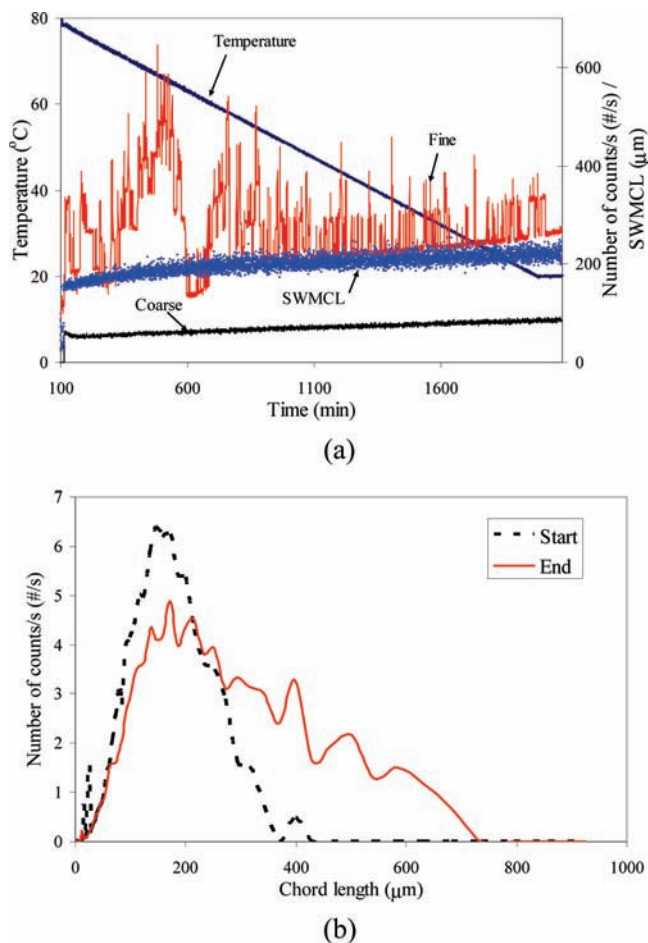 80
60
40
20
0
Temperature (°C)
Temperature
Fine
SWMCL
Coarse
600
400
200
0
Number of counts/s (#/s) /
SWMCL (μm)
100 600 1100 1600
Time (min)
(a)
7
6
5
4
3
2
1
0
Number of counts/s (#/s)
Start
End
0 200 400 600 800 1000
Chord length (μm)
(b)